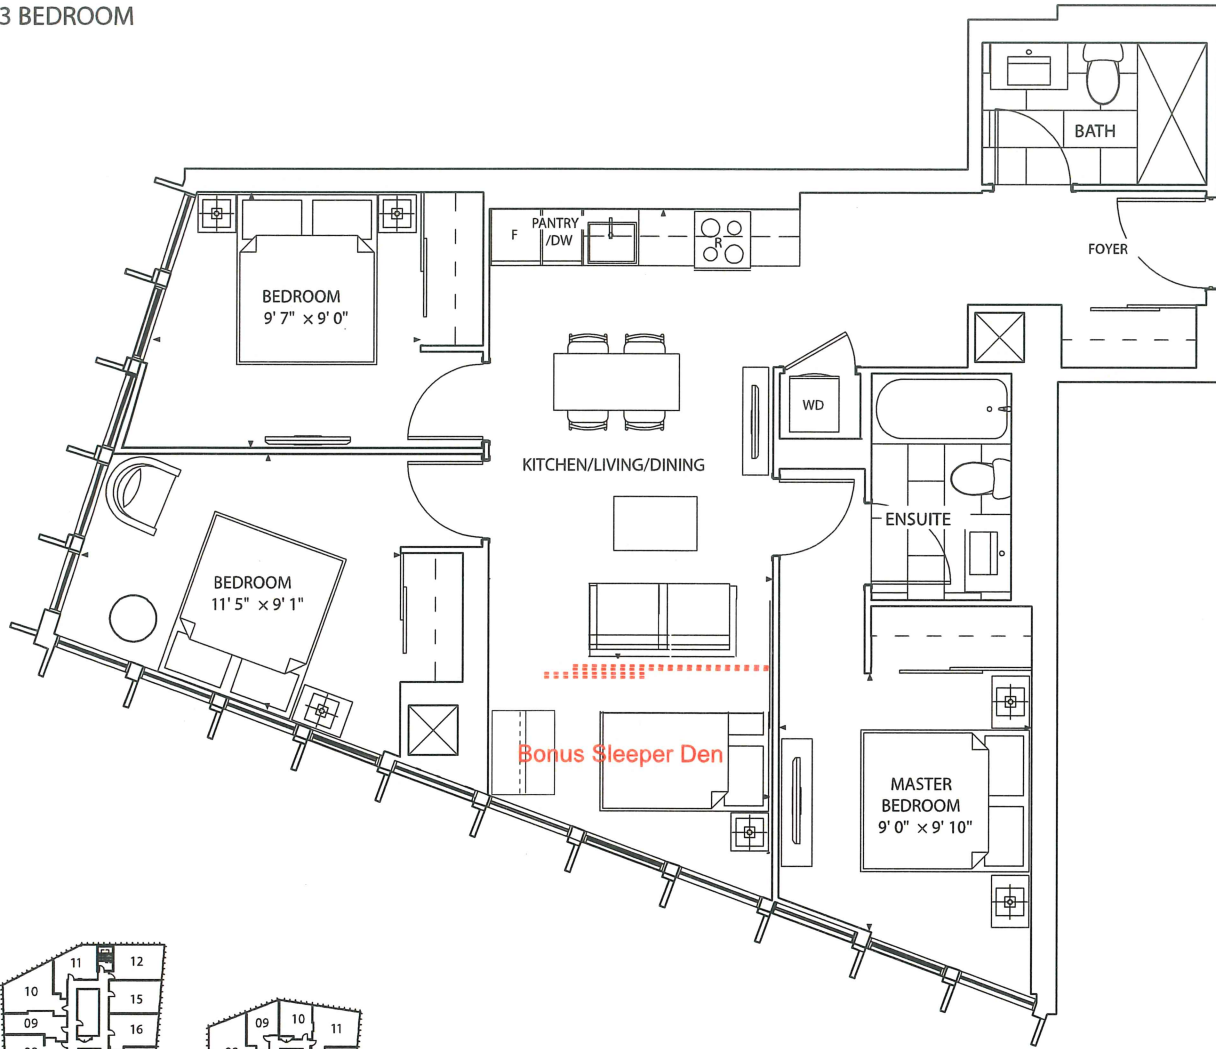 3 BEDROOM
BATH
FOYER
F
PANTRY
/DW
R
BEDROOM
9' 7" × 9' 0"
WD
KITCHEN/LIVING/DINING
ENSUITE
BEDROOM
11' 5" × 9' 1"
Bonus Sleeper Den
MASTER
BEDROOM
9' 0" × 9' 10"
11
12
10
15
09
16
09
10
11